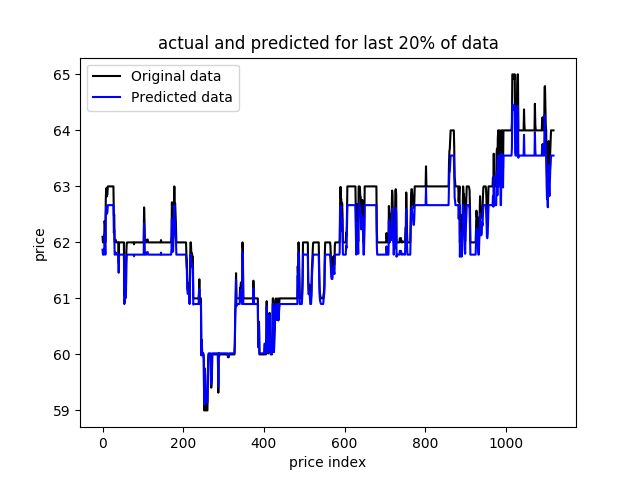 actual and predicted for last 20% of data
Original data
Predicted data
65
64
63
62
61
60
59
price
0
200
400
600
800
1000
price index